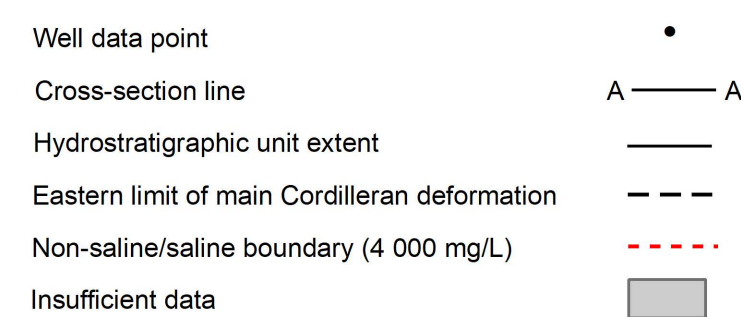 Well data point
Cross-section line A A
Hydrostratigraphic unit extent
Eastern limit of main Cordilleran deformation
Non-saline/saline boundary (4 000 mg/L)
Insufficient data